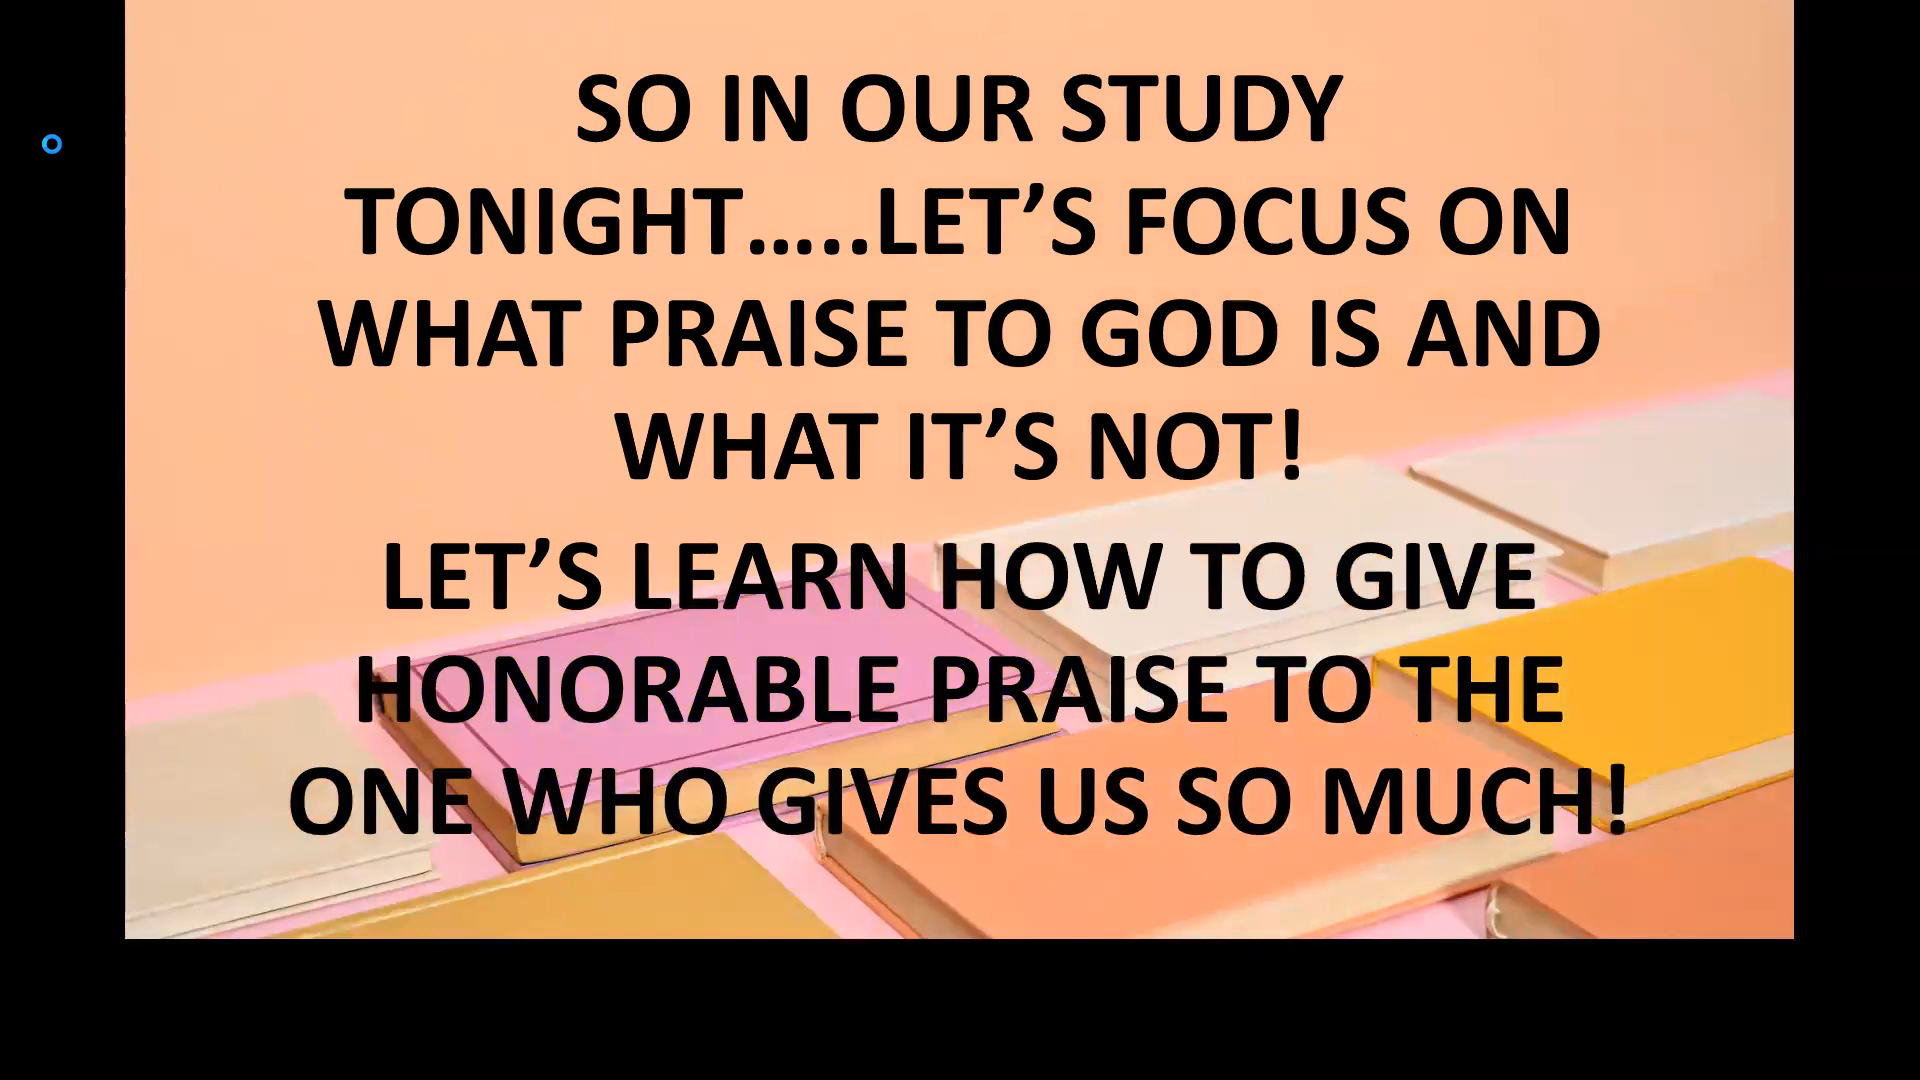 SO IN OUR STUDY
TONIGHT…..LET’S FOCUS ON
WHAT PRAISE TO GOD IS AND
WHAT IT’S NOT!
LET’S LEARN HOW TO GIVE
HONORABLE PRAISE TO THE
ONE WHO GIVES US SO MUCH!